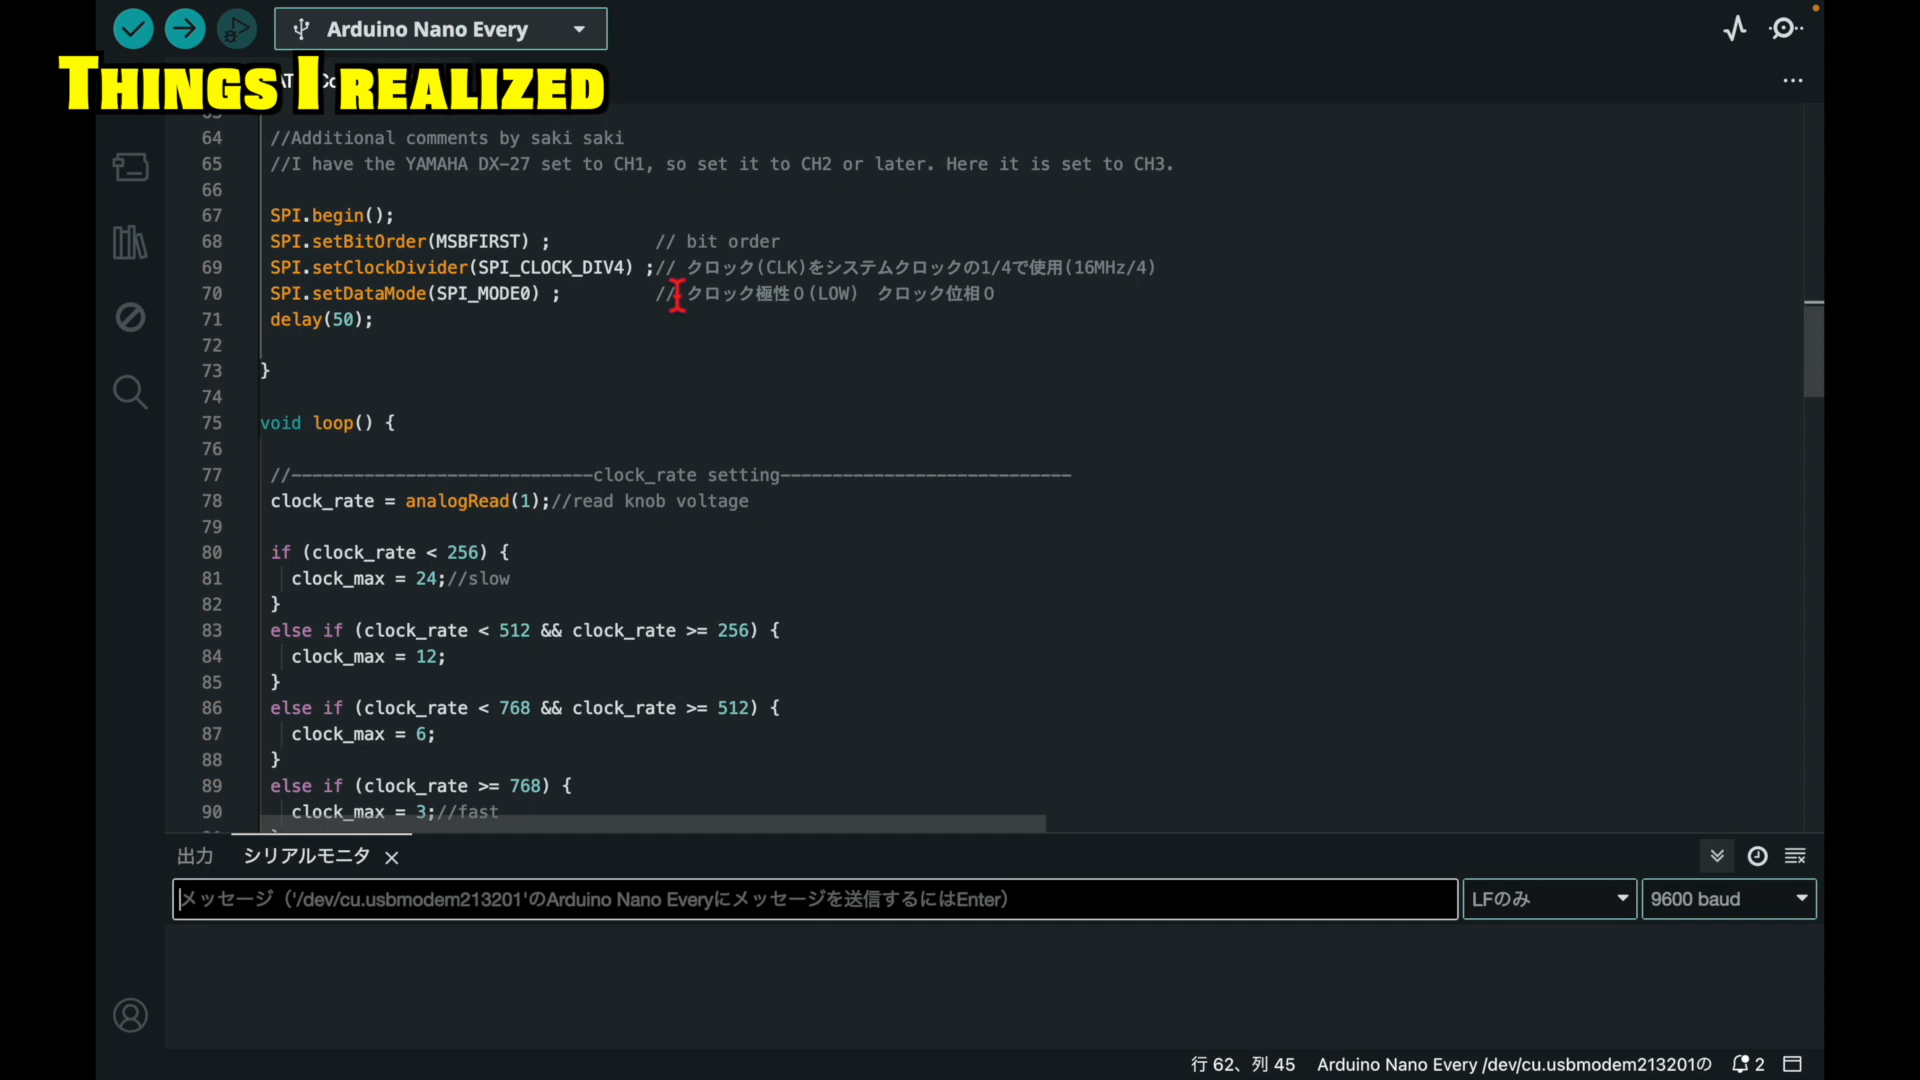 Arduino Nano Every
THINGS I REALIZED
64 //Additional comments by saki saki
65 //I have the YAMAHA DX-27 set to CH1, so set it to CH2 or later. Here it is set to CH3.
66
67 SPI.begin();
68 SPI.setBitOrder(MSBFIRST) ; // bit order
69 SPI.setClockDivider(SPI_CLOCK_DIV4) ;// クロック(CLK)をシステムクロックの1/4で使用(16MHz/4)
70 SPI.setDataMode(SPI_MODE0) ; // クロック極性０(LOW)　クロック位相０
71 delay(50);
72
73 }
74
75 void loop() {
76
77 //-----------------------------clock_rate setting----------------------------
78 clock_rate = analogRead(1);//read knob voltage
79
80 if (clock_rate < 256) {
81 clock_max = 24;//slow
82 }
83 else if (clock_rate < 512 && clock_rate >= 256) {
84 clock_max = 12;
85 }
86 else if (clock_rate < 768 && clock_rate >= 512) {
87 clock_max = 6;
88 }
89 else if (clock_rate >= 768) {
90 clock_max = 3;//fast
出力 シリアルモニタ
メッセージ（'/dev/cu.usbmodem213201'のArduino Nano Everyにメッセージを送信するにはEnter） LFのみ 9600 baud
行 62、列 45 Arduino Nano Every /dev/cu.usbmodem213201の 2